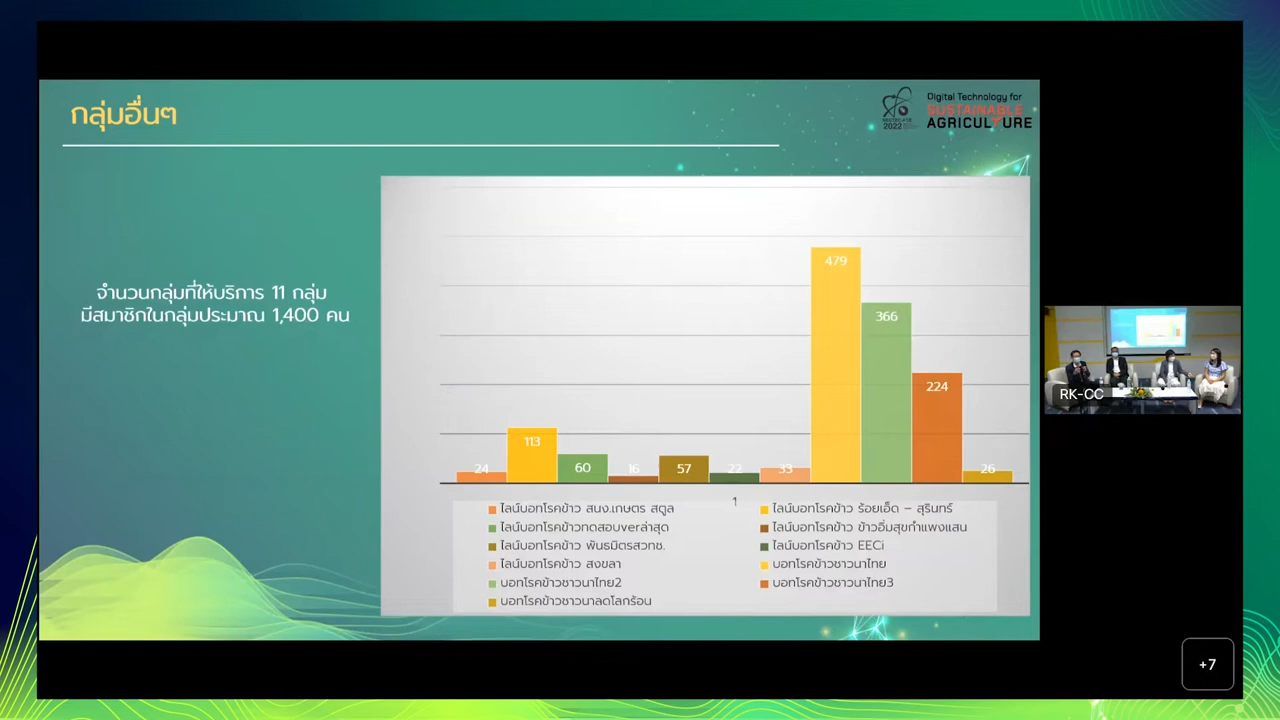 กลุ่มอื่นๆ
2022
Digital Technology for
SUSTAINABLE
AGRICULTURE
จำนวนกลุ่มที่ให้บริการ 11 กลุ่ม
มีสมาชิกในกลุ่มประมาณ 1,400 คน
24 113 60 16 57 22 33 479 366 224 26
1
ไลน์บอทโรคข้าว สนง.เกษตร สตูล
ไลน์บอทโรคข้าว ร้อยเอ็ด – สุรินทร์
ไลน์บอทโรคข้าวทดสอบverล่าสุด
ไลน์บอทโรคข้าว ข้าวอิ่มสุขกำแพงแสน
ไลน์บอทโรคข้าว พันธมิตรสวทช.
ไลน์บอทโรคข้าว EECi
ไลน์บอทโรคข้าว สงขลา
บอทโรคข้าวชาวนาไทย
บอทโรคข้าวชาวนาไทย2
บอทโรคข้าวชาวนาไทย3
บอทโรคข้าวชาวนาลดโลกร้อน
RK-CC
+7